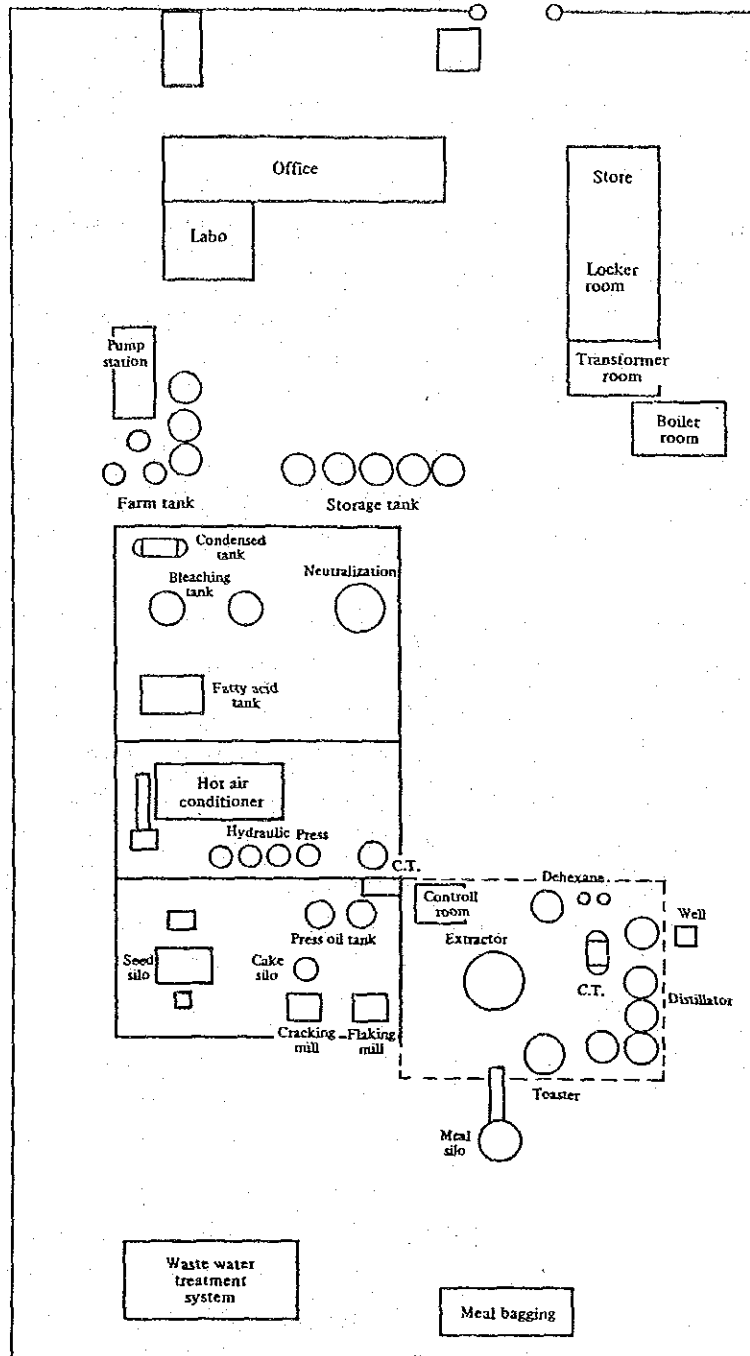 Office
Labo
Store
Locker
room
Transformer
room
Boiler
room
Pump
station
Farm tank
Storage tank
Condensed
tank
Bleaching
tank
Neutralization
Fatty acid
tank
Hot air
conditioner
Hydraulic Press
C.T.
Dehexane
Controll
room
Well
Press oil tank
Extractor
Seed
silo
Cake
silo
C.T.
Distillator
Cracking
mill
Flaking
mill
Toaster
Meal
silo
Waste water
treatment
system
Meal bagging